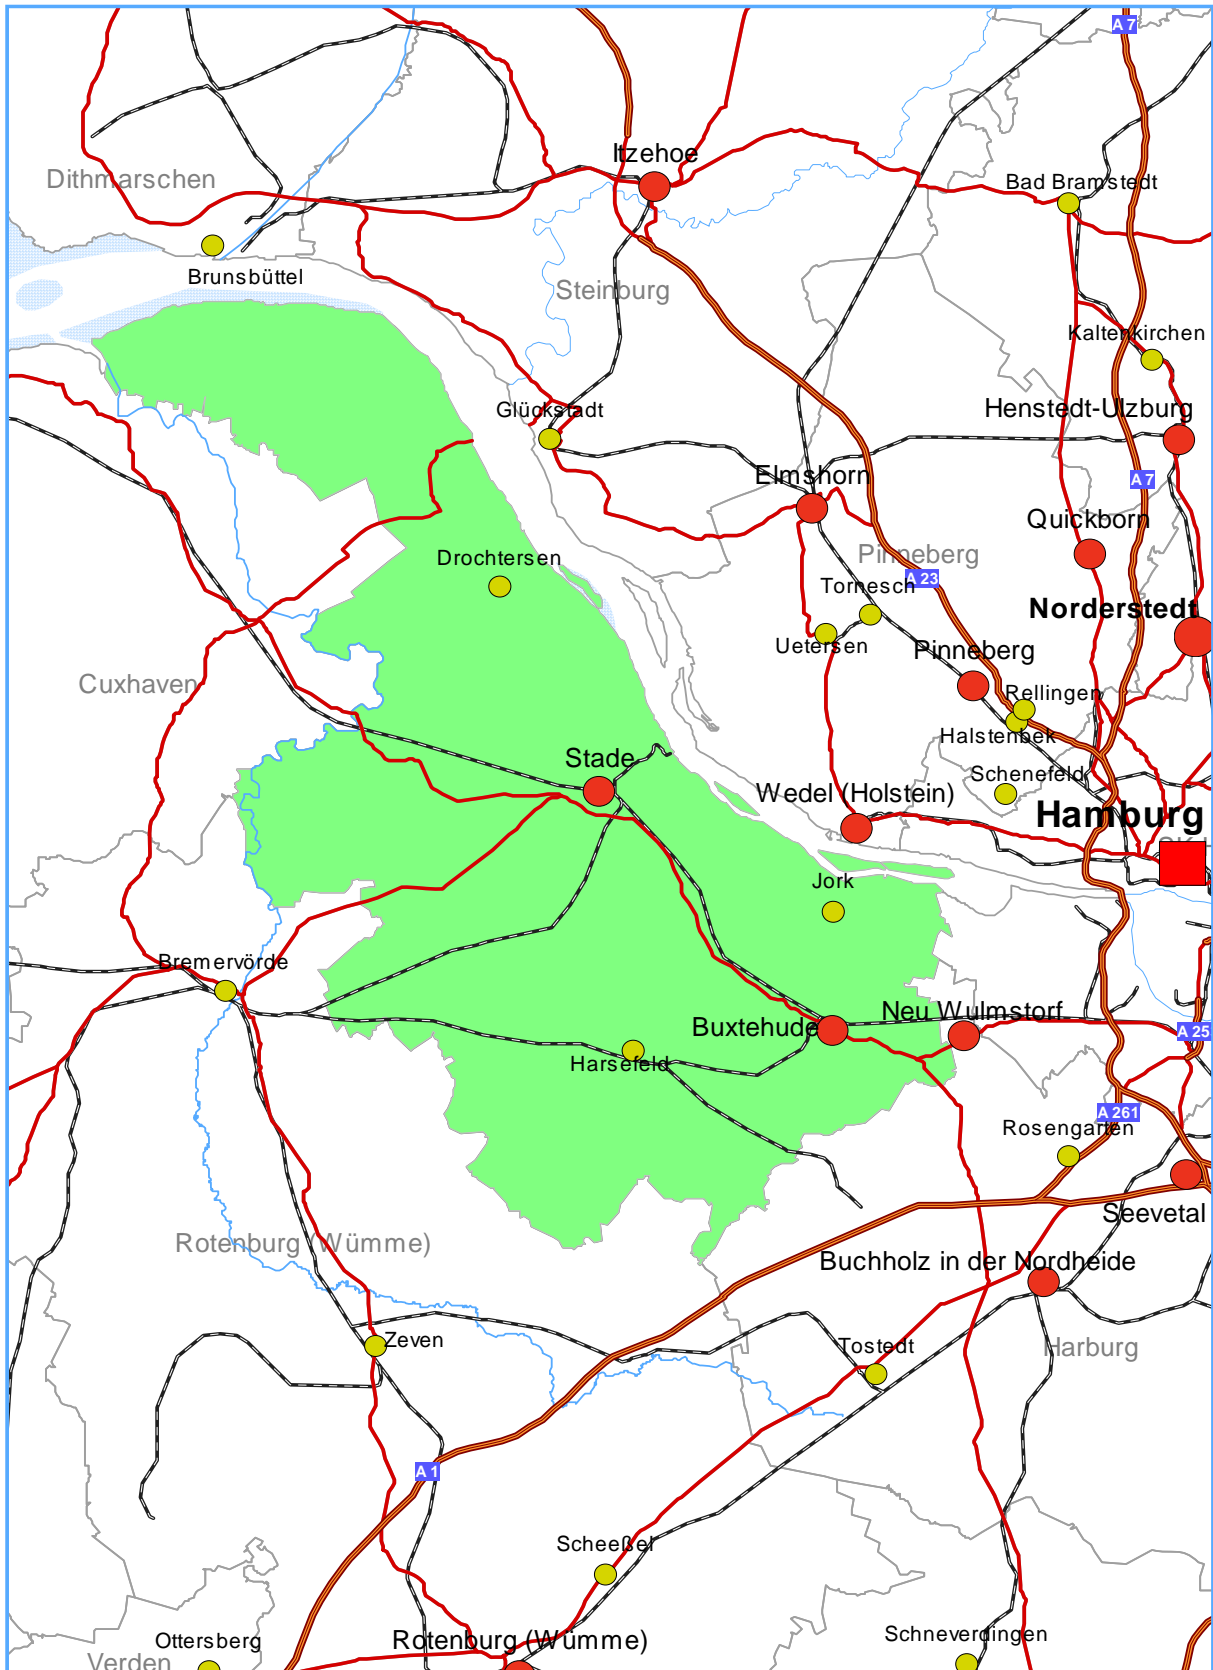 A 7
Itzehoe
Dithmarschen
Bad Bramstedt
Brunsbüttel
Steinburg
Kaltenkirchen
Glückstadt
Henstedt-Ulzburg
Elmshorn
A 7
Quickborn
Drochtersen
Pinneberg
A 23
Tornesch
Norderstedt
Uetersen
Pinneberg
Cuxhaven
Rellingen
Halstenbek
Stade
Schenefeld
Wedel (Holstein)
Hamburg
Jork
Bremervörde
Neu Wulmstorf
Buxtehude
A 25
Harsefeld
A 261
Rosengarten
Seevetal
Rotenburg (Wümme)
Buchholz in der Nordheide
Zeven
Tostedt
Harburg
A 1
Scheeßel
Ottersberg
Rotenburg (Wümme)
Schneverdingen
Verden